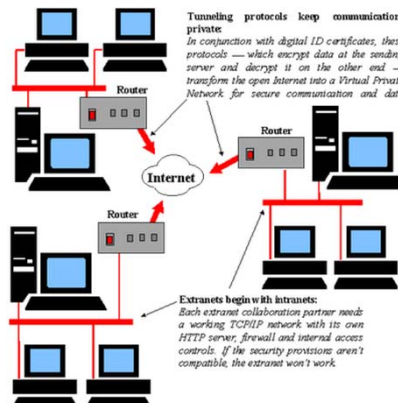 Tunneling protocols keep communication
private:
In conjunction with digital ID certificates, thes
protocols — which encrypt data at the sending
server and decrypt it on the other end —
transform the open Internet into a Virtual Privat
Network for secure communication and dat
Router
Router
Internet
Router
Extranets begin with intranets:
Each extranet collaboration partner needs
a working TCP/IP network with its own
HTTP server, firewall and internal access
controls. If the security provisions aren't
compatible, the extranet won't work.